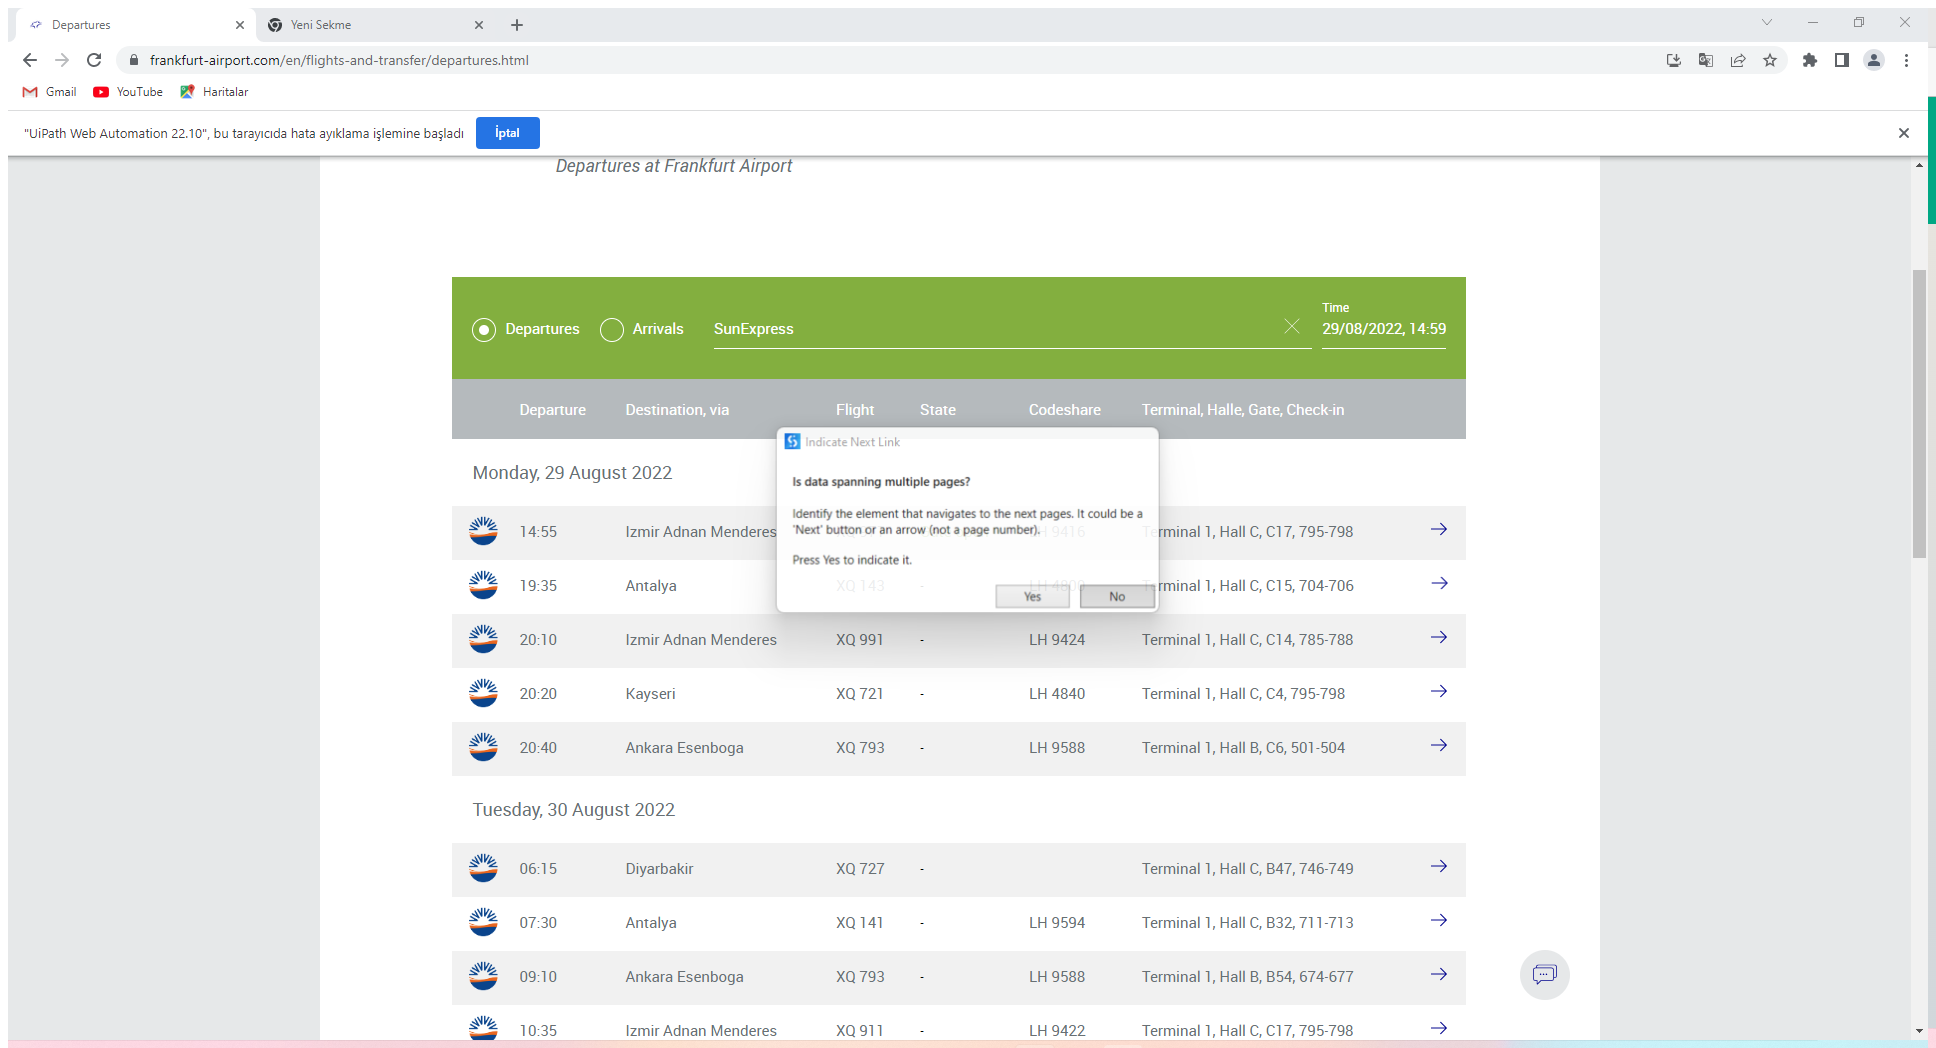 Departures
Yeni Sekme
frankfurt-airport.com/en/flights-and-transfer/departures.html
Gmail YouTube Haritalar
"UiPath Web Automation 22.10", bu tarayıcıda hata ayıklama işlemine başladı İptal
Departures at Frankfurt Airport
Departures Arrivals SunExpress
Time
29/08/2022, 14:59
Departure Destination, via Flight State Codeshare Terminal, Halle, Gate, Check-in
Indicate Next Link
Is data spanning multiple pages?
Identify the element that navigates to the next pages. It could be a
'Next' button or an arrow (not a page number).
Press Yes to indicate it.
Yes No
Monday, 29 August 2022
14:55 Izmir Adnan Menderes LH 9416 Terminal 1, Hall C, C17, 795-798
19:35 Antalya XQ 143 Terminal 1, Hall C, C15, 704-706
20:10 Izmir Adnan Menderes XQ 991 - LH 9424 Terminal 1, Hall C, C14, 785-788
20:20 Kayseri XQ 721 - LH 4840 Terminal 1, Hall C, C4, 795-798
20:40 Ankara Esenboga XQ 793 - LH 9588 Terminal 1, Hall B, C6, 501-504
Tuesday, 30 August 2022
06:15 Diyarbakir XQ 727 - Terminal 1, Hall C, B47, 746-749
07:30 Antalya XQ 141 - LH 9594 Terminal 1, Hall C, B32, 711-713
09:10 Ankara Esenboga XQ 793 - LH 9588 Terminal 1, Hall B, B54, 674-677
10:35 Izmir Adnan Menderes XQ 911 - LH 9422 Terminal 1, Hall C, C17, 795-798